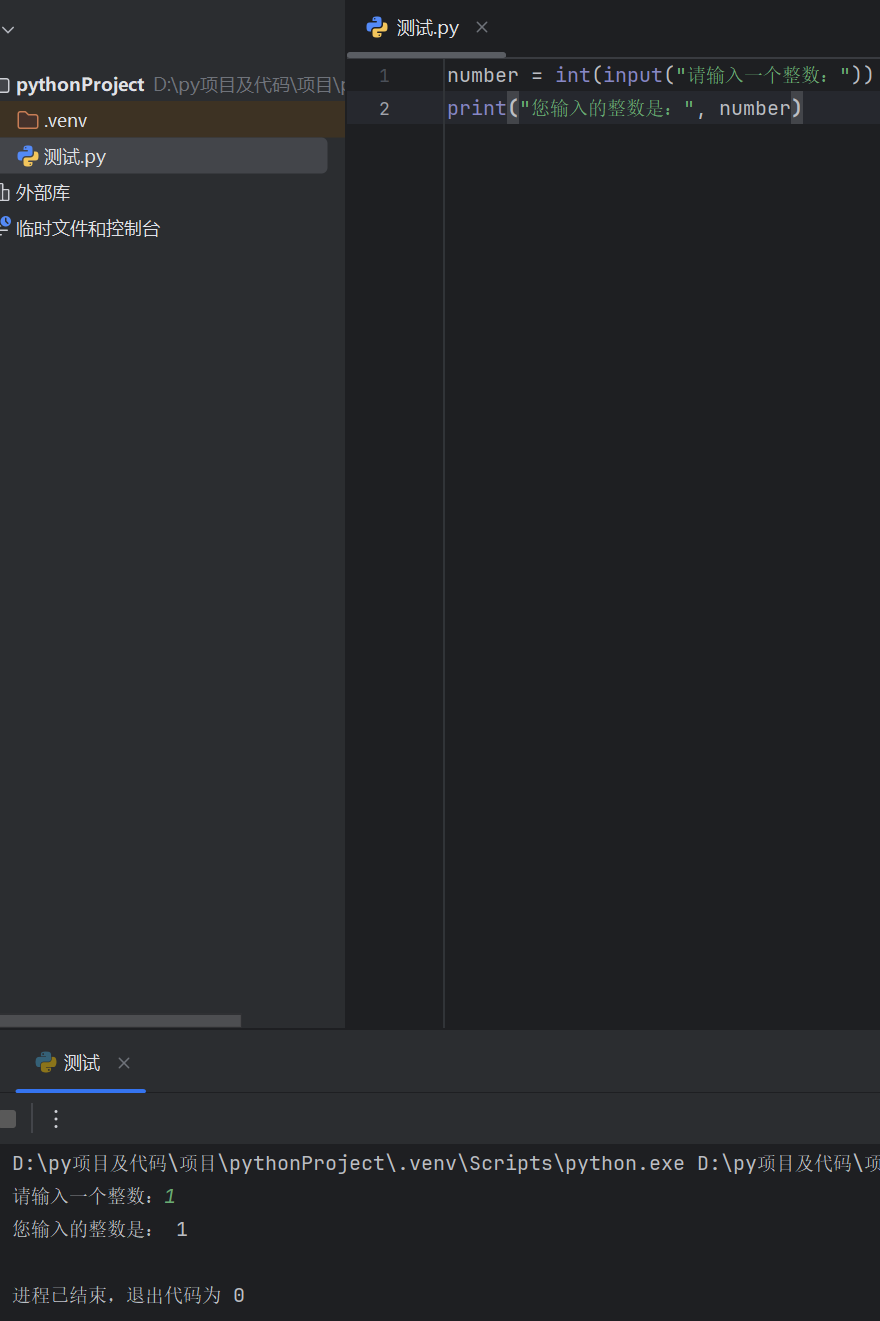 pythonProject D:\py项目及代码\项目\
.venv
测试.py
外部库
临时文件和控制台
测试.py
1 number = int(input("请输入一个整数: "))
2 print("您输入的整数是: ", number)
测试
D:\py项目及代码\项目\pythonProject\.venv\Scripts\python.exe D:\py项目及代码\项
请输入一个整数: 1
您输入的整数是:  1
进程已结束，退出代码为 0